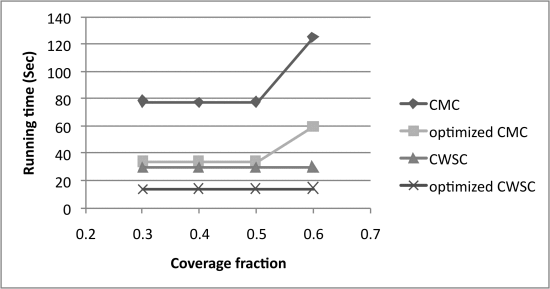 140
120
100
80
60
40
20
0
0.2 0.3 0.4 0.5 0.6 0.7
Running time (Sec)
Coverage fraction
CMC
optimized CMC
CWSC
optimized CWSC